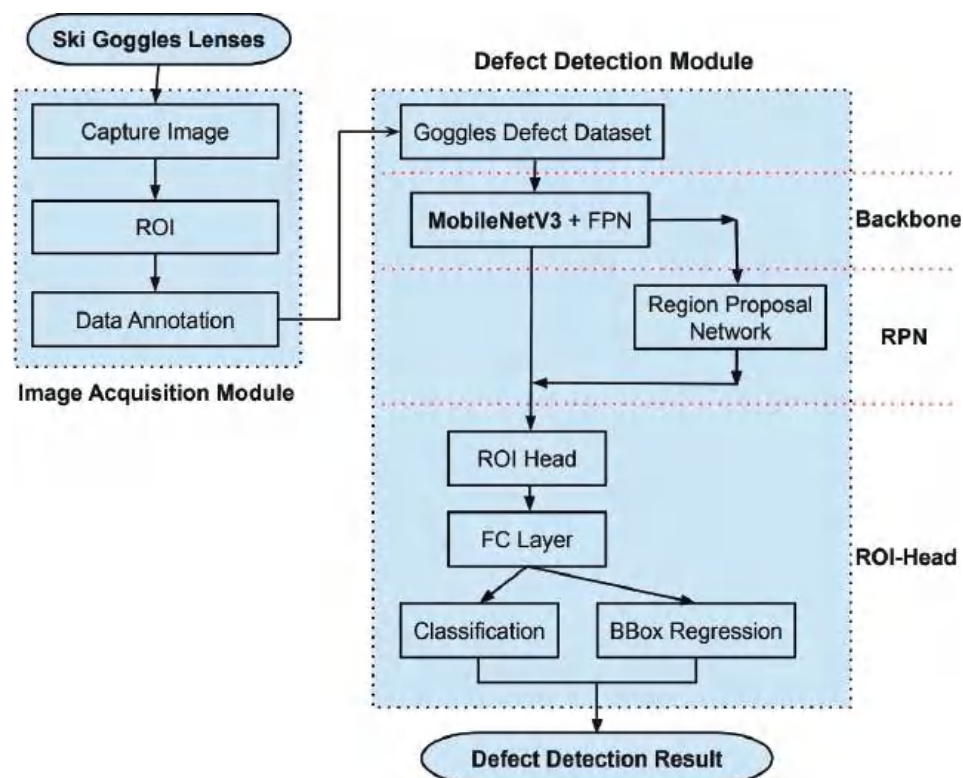 Ski Goggles Lenses
Capture Image
ROI
Data Annotation
Image Acquisition Module
Defect Detection Module
Goggles Defect Dataset
MobileNetV3 + FPN
Backbone
Region Proposal
Network
RPN
ROI Head
FC Layer
ROI-Head
Classification
BBox Regression
Defect Detection Result